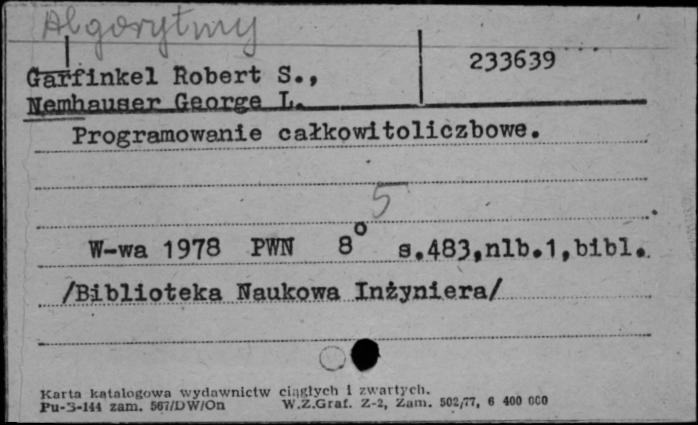 Algorytmy
233639
Garfinkel Robert S.,
Nemhauser George L.
Programowanie całkowitoliczbowe.
5
W-wa 1978 PWN 8° s.483,nlb.1,bibl.
/Biblioteka Naukowa Inżyniera/
Karta katalogowa wydawnictw ciągłych i zwartych.
Pu-3-144 zam. 567/DW/On W.Z.Graf. Z-2, Zam. 502/77, 6 400 000